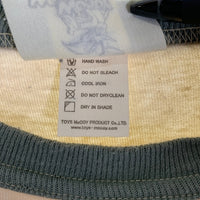 HAND WASH
DO NOT BLEACH
COOL IRON
DO NOT DRYCLEAN
DRY IN SHADE
TOYS McCOY PRODUCT Co.,LTD.
www.toys-mccoy.com